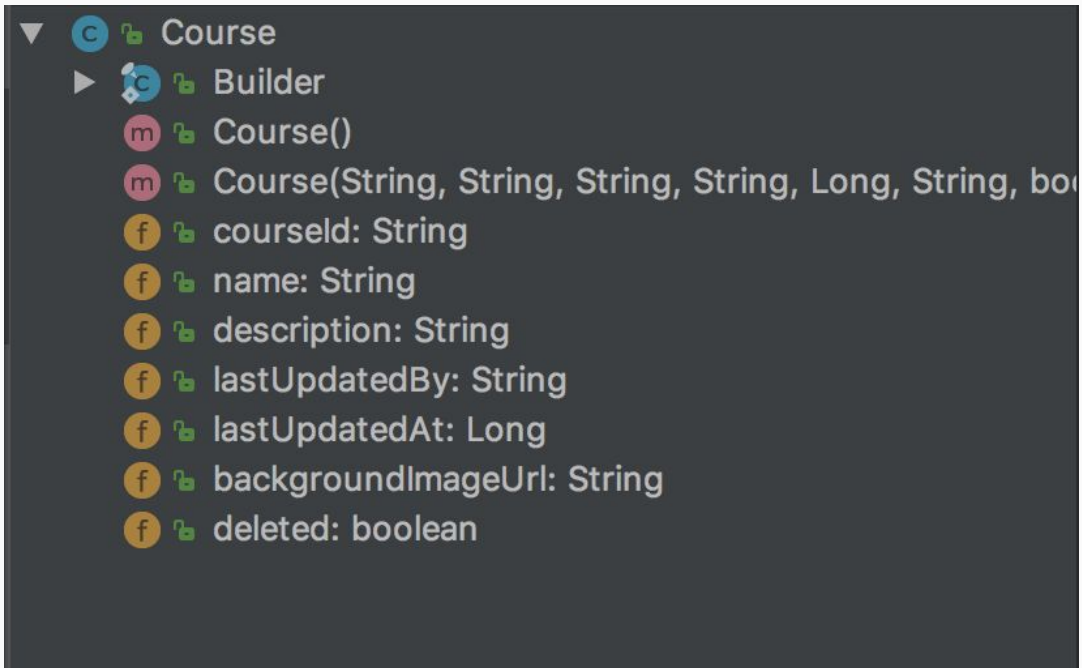 C Course
C Builder
m Course()
m Course(String, String, String, String, Long, String, boo
f courseId: String
f name: String
f description: String
f lastUpdatedBy: String
f lastUpdatedAt: Long
f backgroundImageUrl: String
f deleted: boolean